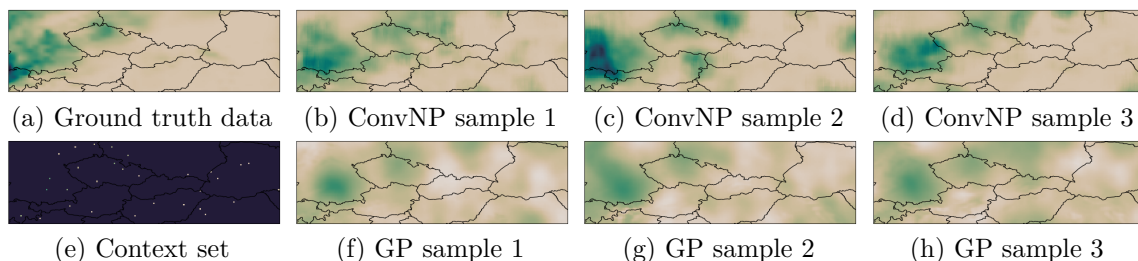 (a) Ground truth data
(b) ConvNP sample 1
(c) ConvNP sample 2
(d) ConvNP sample 3
(e) Context set
(f) GP sample 1
(g) GP sample 2
(h) GP sample 3